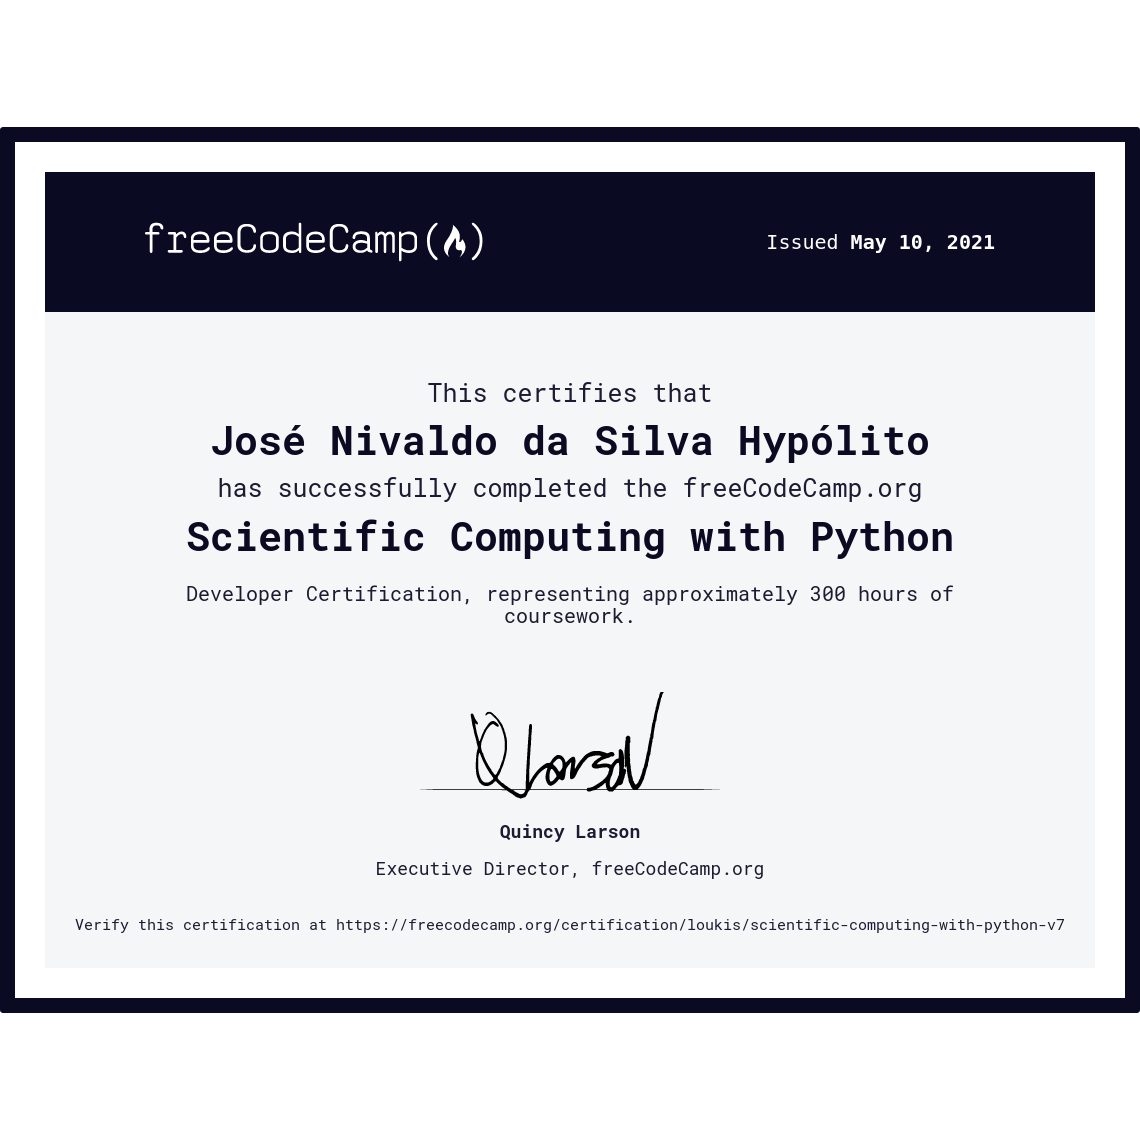 freeCodeCamp(🔥)
Issued May 10, 2021
This certifies that
José Nivaldo da Silva Hypólito
has successfully completed the freeCodeCamp.org
Scientific Computing with Python
Developer Certification, representing approximately 300 hours of
coursework.
Q Larson
Quincy Larson
Executive Director, freeCodeCamp.org
Verify this certification at https://freecodecamp.org/certification/loukis/scientific-computing-with-python-v7